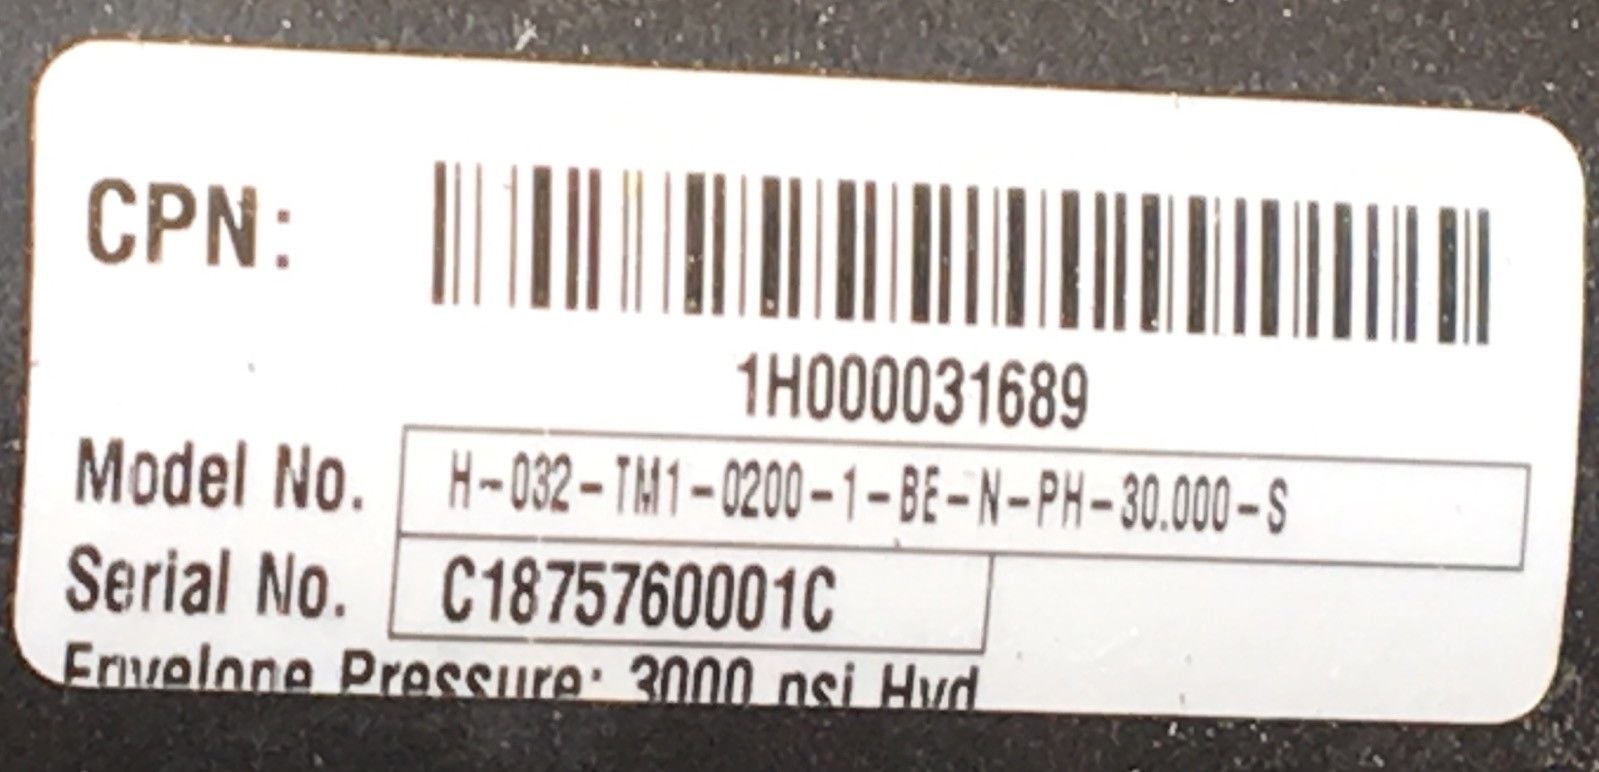 CPN:
1H000031689
Model No. H-032-TM1-0200-1-BE-N-PH-30.000-S
Serial No. C1875760001C
Envelope Pressure: 3000 psi Hyd